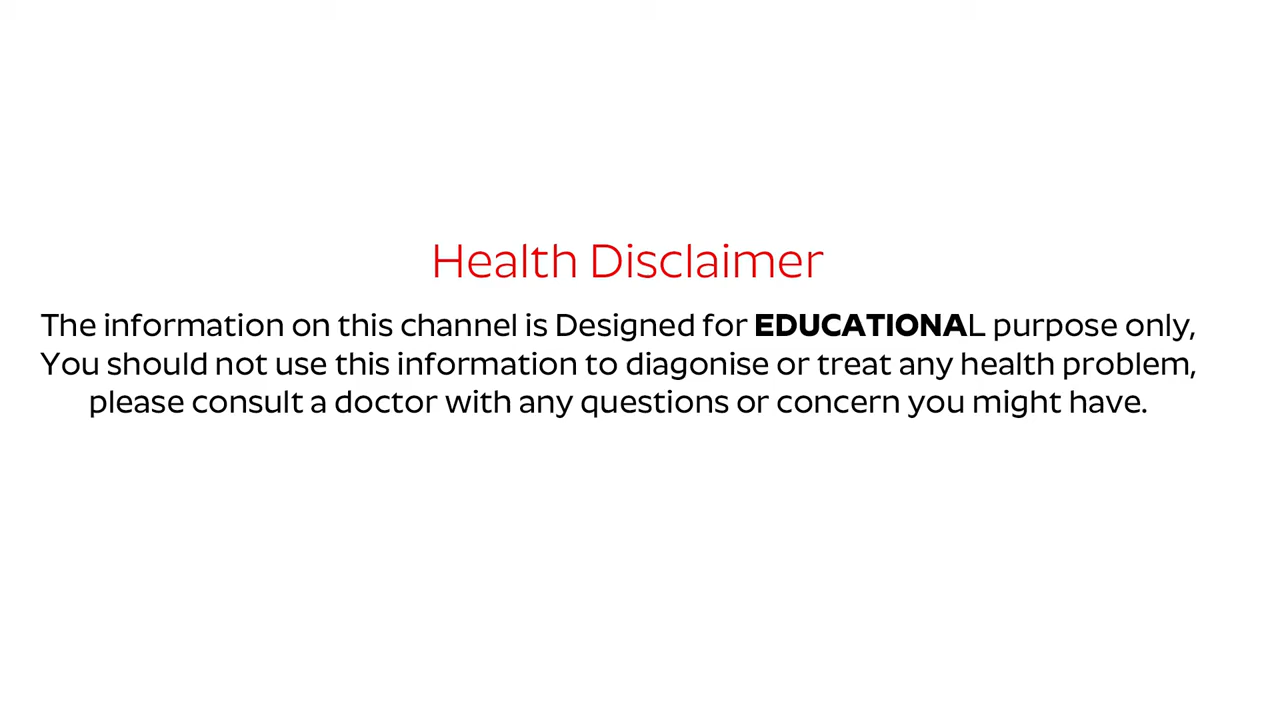 Health Disclaimer
The information on this channel is Designed for EDUCATIONAL purpose only,
You should not use this information to diagonise or treat any health problem,
please consult a doctor with any questions or concern you might have.